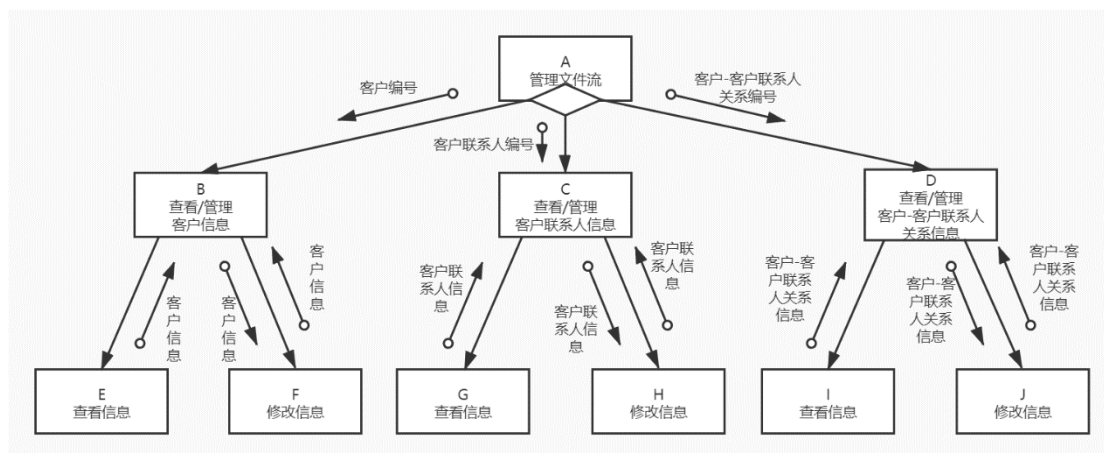 A
管理文件流
客户编号
客户-客户联系人
关系编号
客户联系人编号
B
查看/管理
客户信息
C
查看/管理
客户联系人信息
D
查看/管理
客户-客户联系人
关系信息
客
户
信
息
客
户
信
息
客
户
信
息
客户联
系人信
息
客户联
系人信
息
客户联
系人信
息
客户-客
户联系
人关系
信息
客户-客
户联系
人关系
信息
客户-客
户联系
人关系
信息
E
查看信息
F
修改信息
G
查看信息
H
修改信息
I
查看信息
J
修改信息